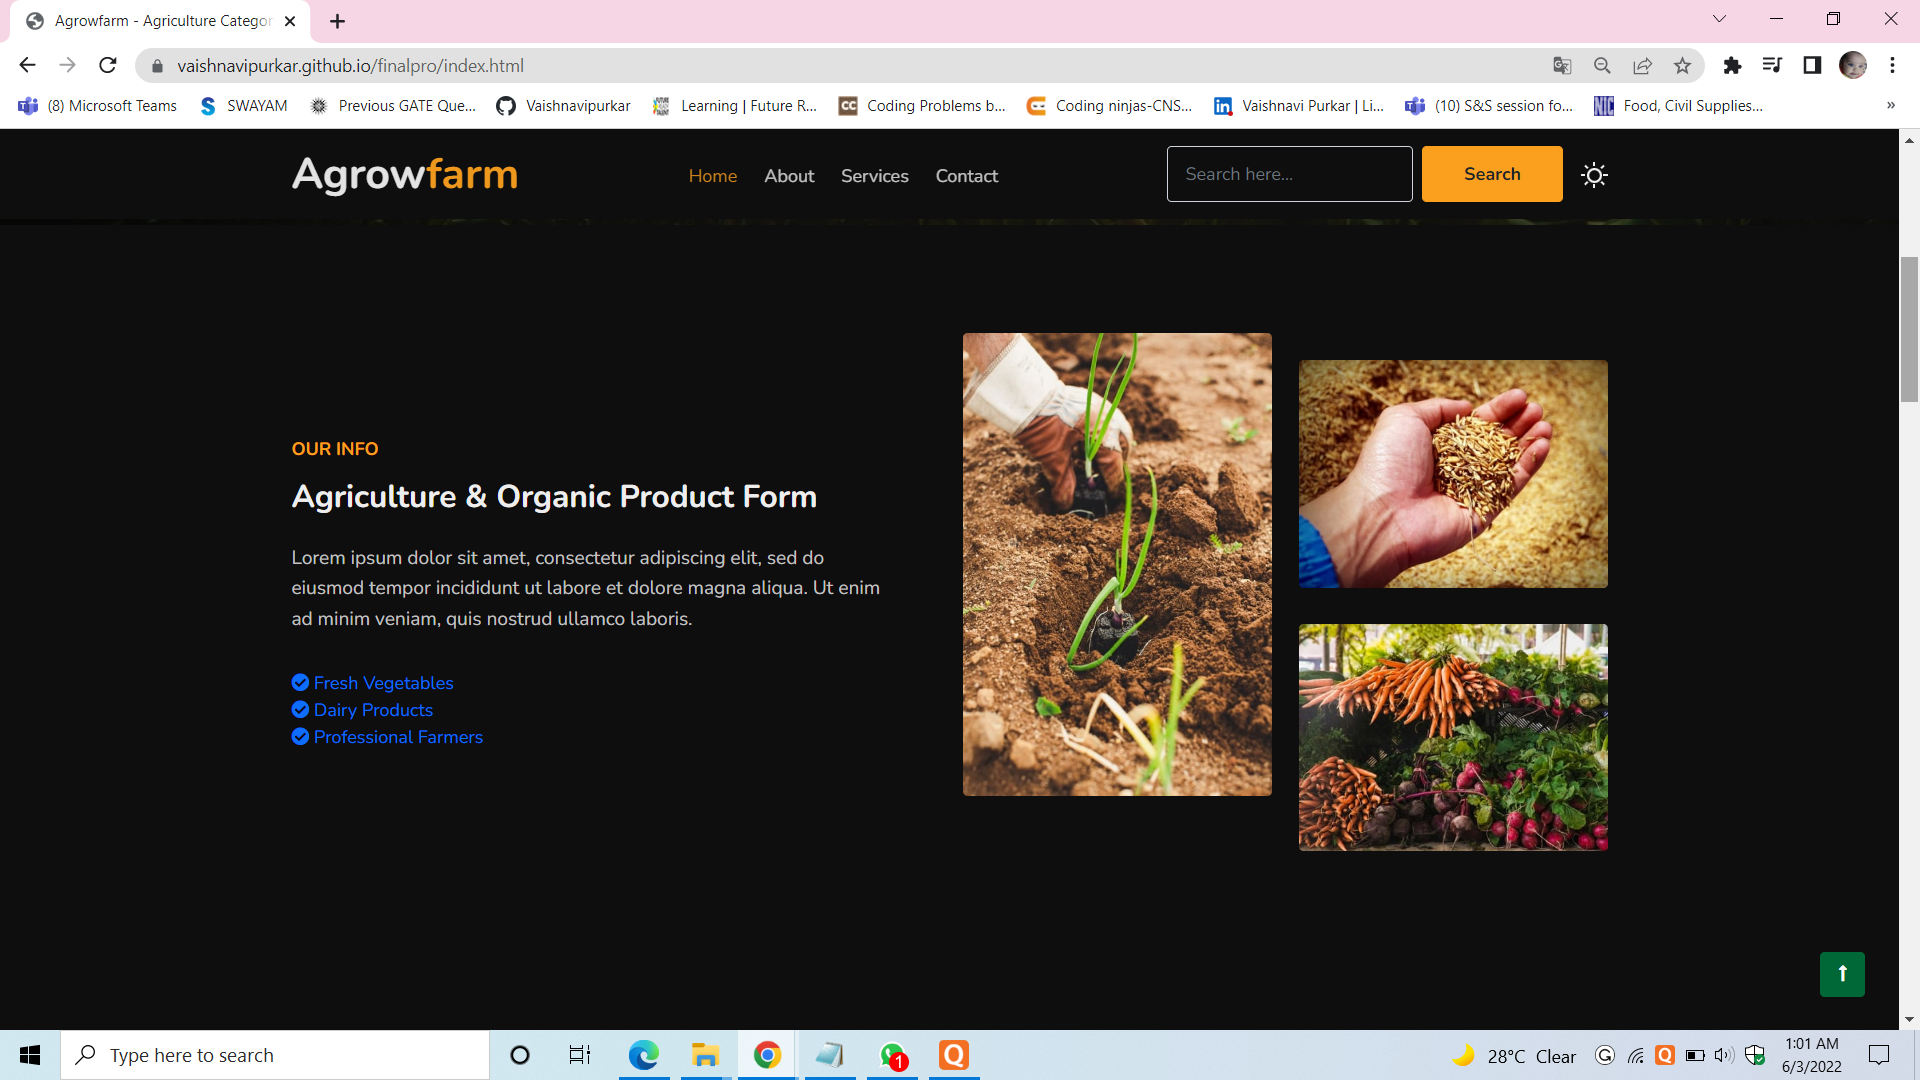 Agrowfarm - Agriculture Categor
vaishnavipurkar.github.io/finalpro/index.html
(8) Microsoft Teams
SWAYAM
Previous GATE Que...
Vaishnavipurkar
Learning | Future R...
Coding Problems b...
Coding ninjas-CNS...
Vaishnavi Purkar | Li...
(10) S&S session fo...
Food, Civil Supplies...
»
Agrowfarm
Home
About
Services
Contact
Search here...
Search
OUR INFO
Agriculture & Organic Product Form
Lorem ipsum dolor sit amet, consectetur adipiscing elit, sed do
eiusmod tempor incididunt ut labore et dolore magna aliqua. Ut enim
ad minim veniam, quis nostrud ullamco laboris.
Fresh Vegetables
Dairy Products
Professional Farmers
Type here to search
1
28°C Clear
1:01 AM
6/3/2022